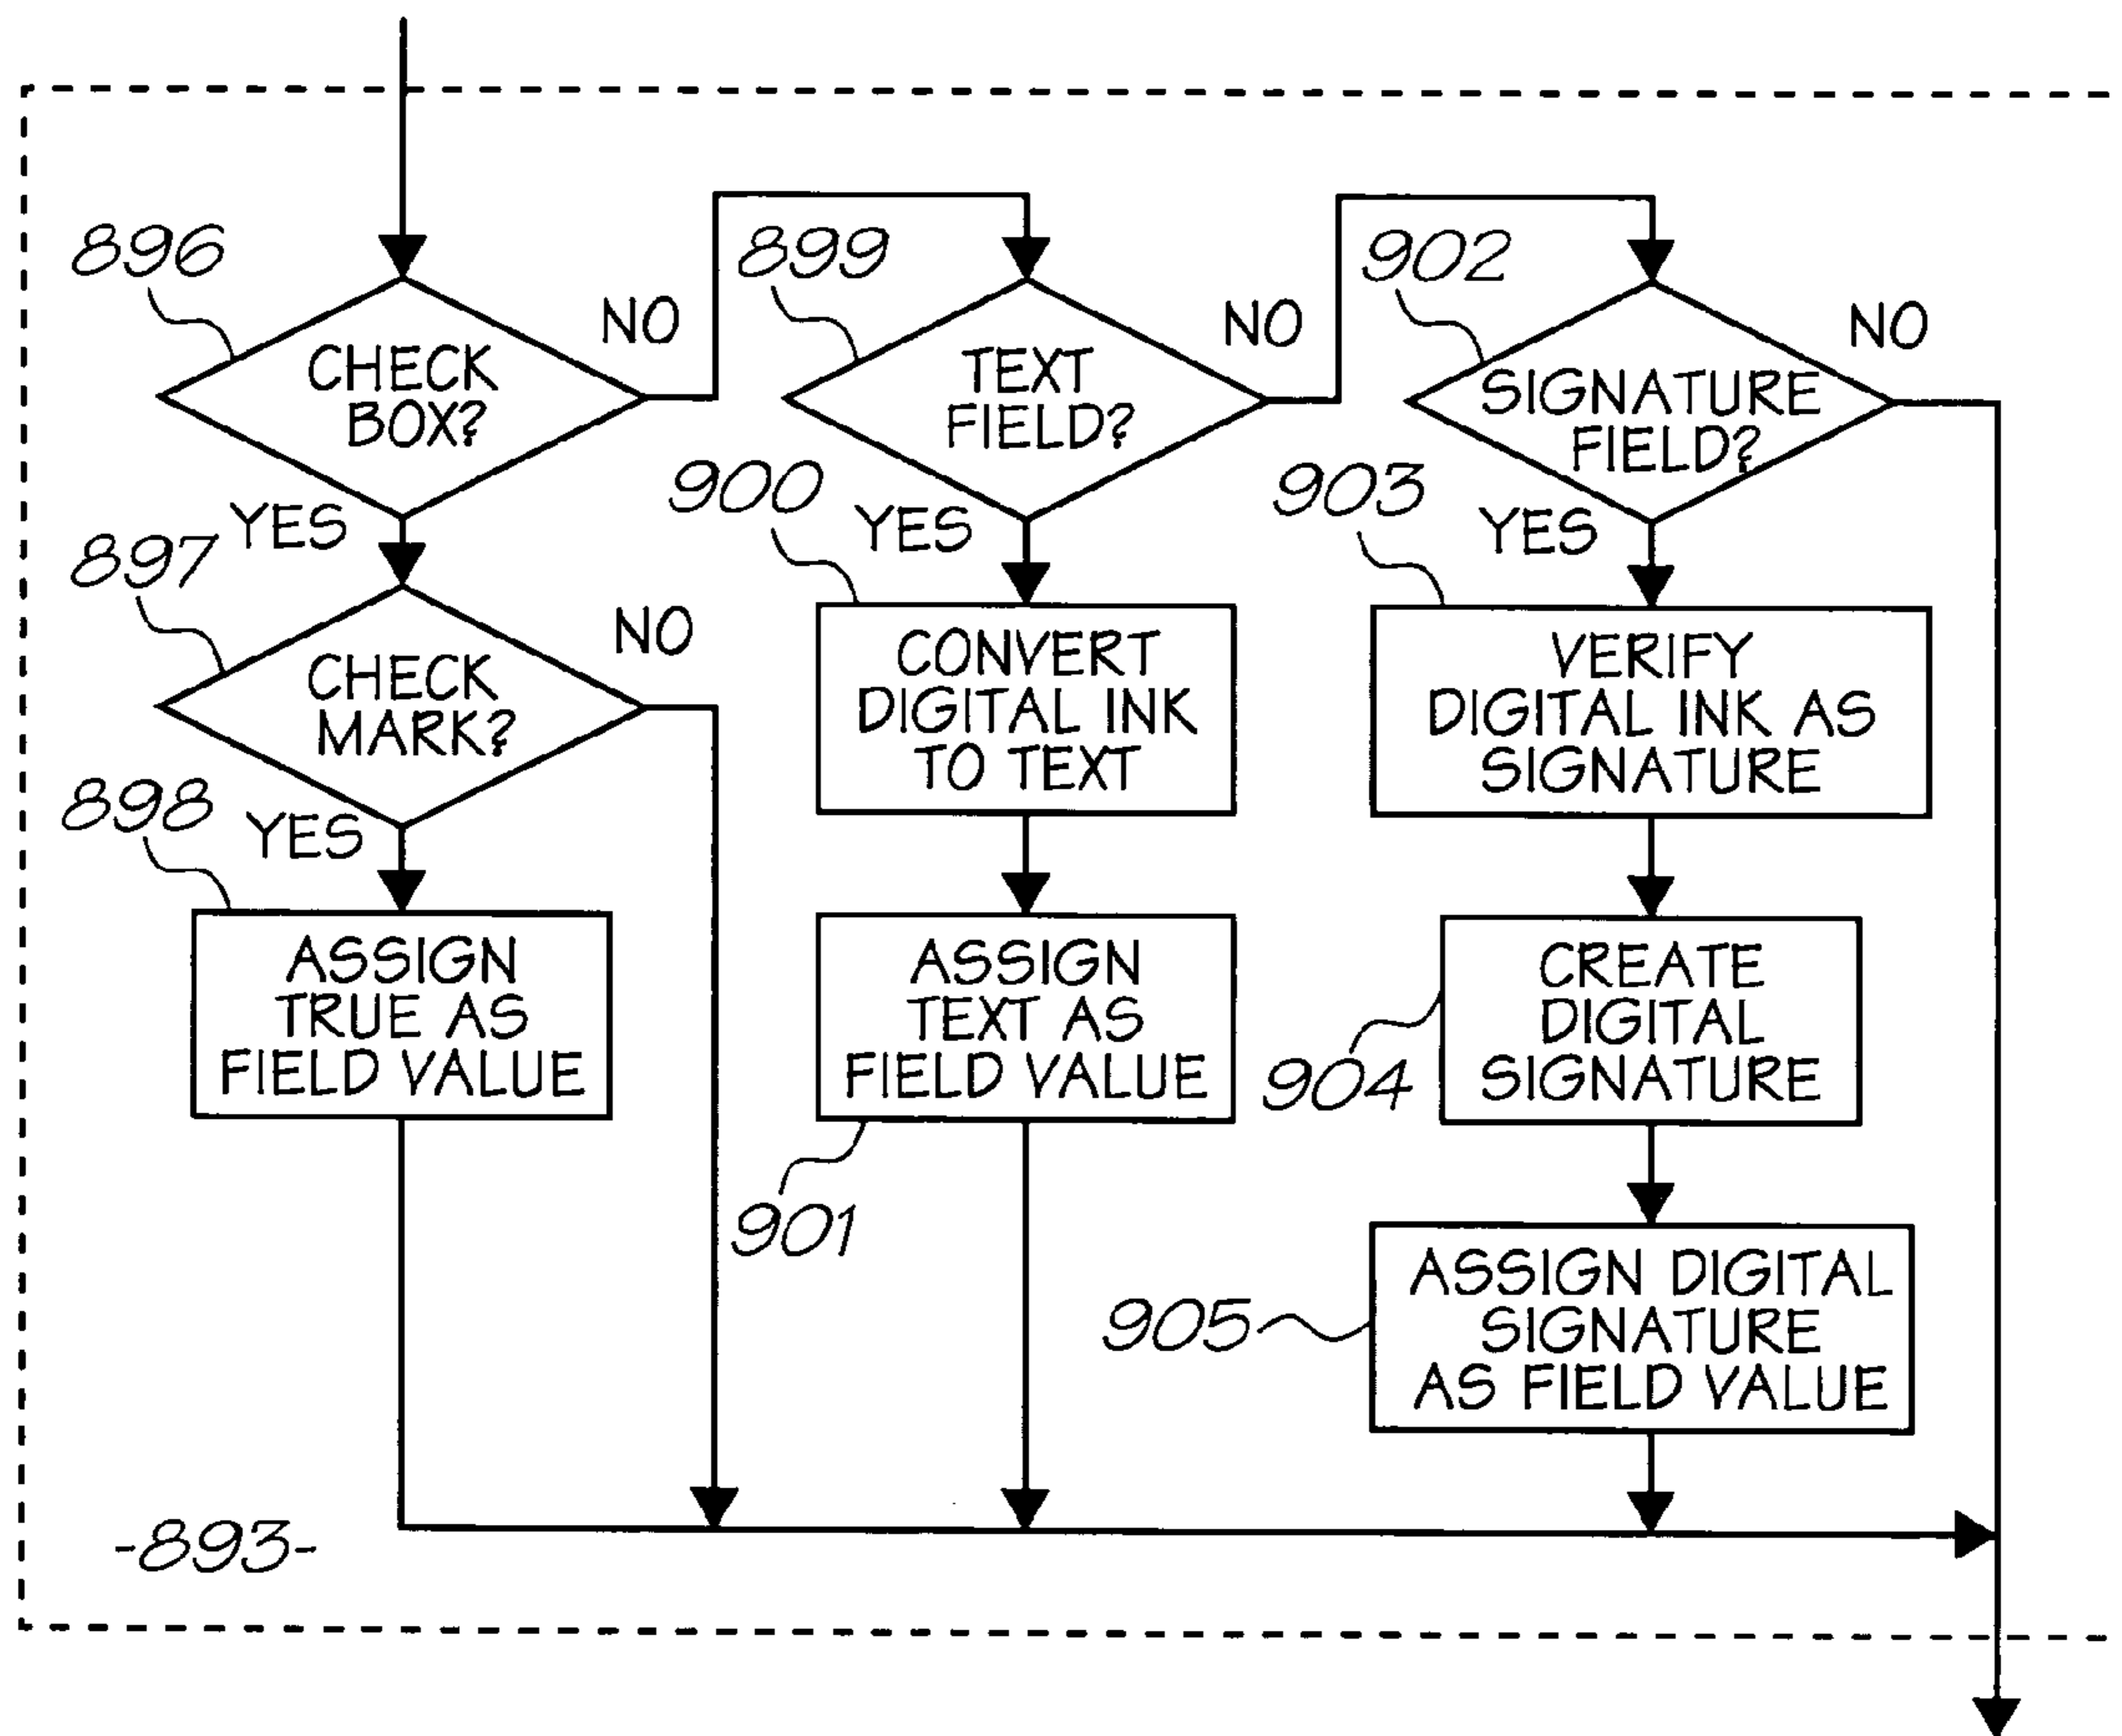 896
CHECK
BOX?
NO
YES
897
CHECK
MARK?
NO
YES
898
ASSIGN
TRUE AS
FIELD VALUE
899
TEXT
FIELD?
NO
YES
900
CONVERT
DIGITAL INK
TO TEXT
ASSIGN
TEXT AS
FIELD VALUE
901
902
SIGNATURE
FIELD?
NO
YES
903
VERIFY
DIGITAL INK AS
SIGNATURE
CREATE
DIGITAL
SIGNATURE
904
ASSIGN DIGITAL
SIGNATURE
AS FIELD VALUE
905
-893-